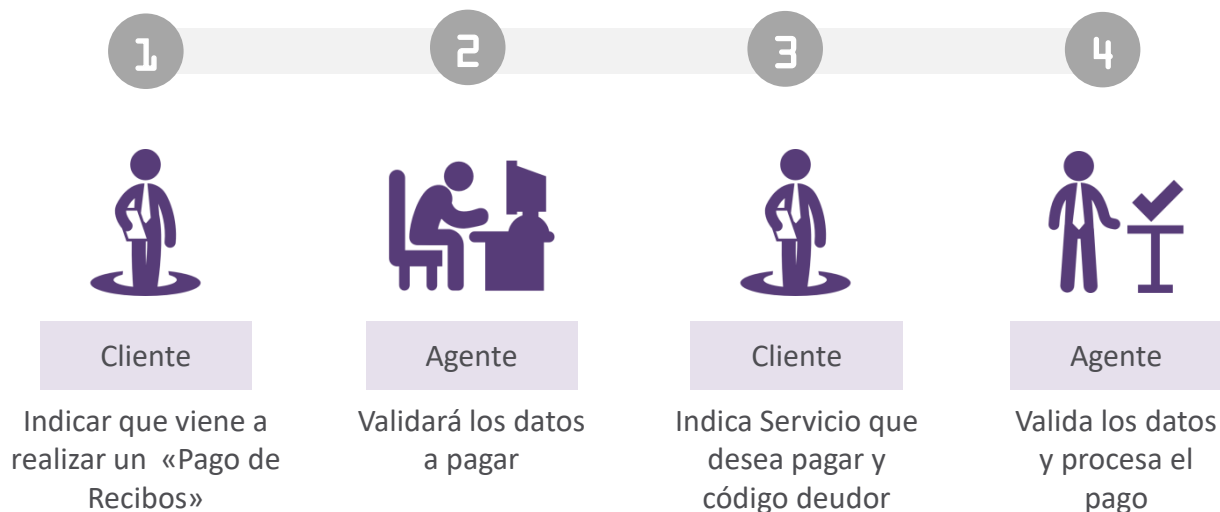 1
2
3
4
Cliente
Indicar que viene a
realizar un «Pago de
Recibos»
Agente
Validará los datos
a pagar
Cliente
Indica Servicio que
desea pagar y
código deudor
Agente
Valida los datos
y procesa el
pago